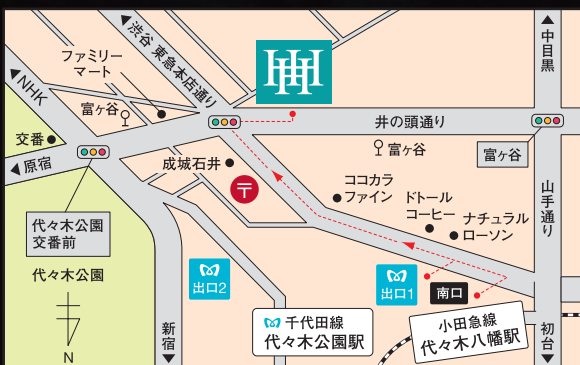 渋谷 東急本店通り
ファミリー
マート
NHK
富ヶ谷
交番
原宿
成城石井
代々木公園
交番前
代々木公園
N
新宿
出口2
千代田線
代々木公園駅
井の頭通り
富ヶ谷
富ヶ谷
中目黒
山手通り
初台
ココカラ
ファイン
ドトール
コーヒー
ナチュラル
ローソン
出口1
南口
小田急線
代々木八幡駅
〒
H